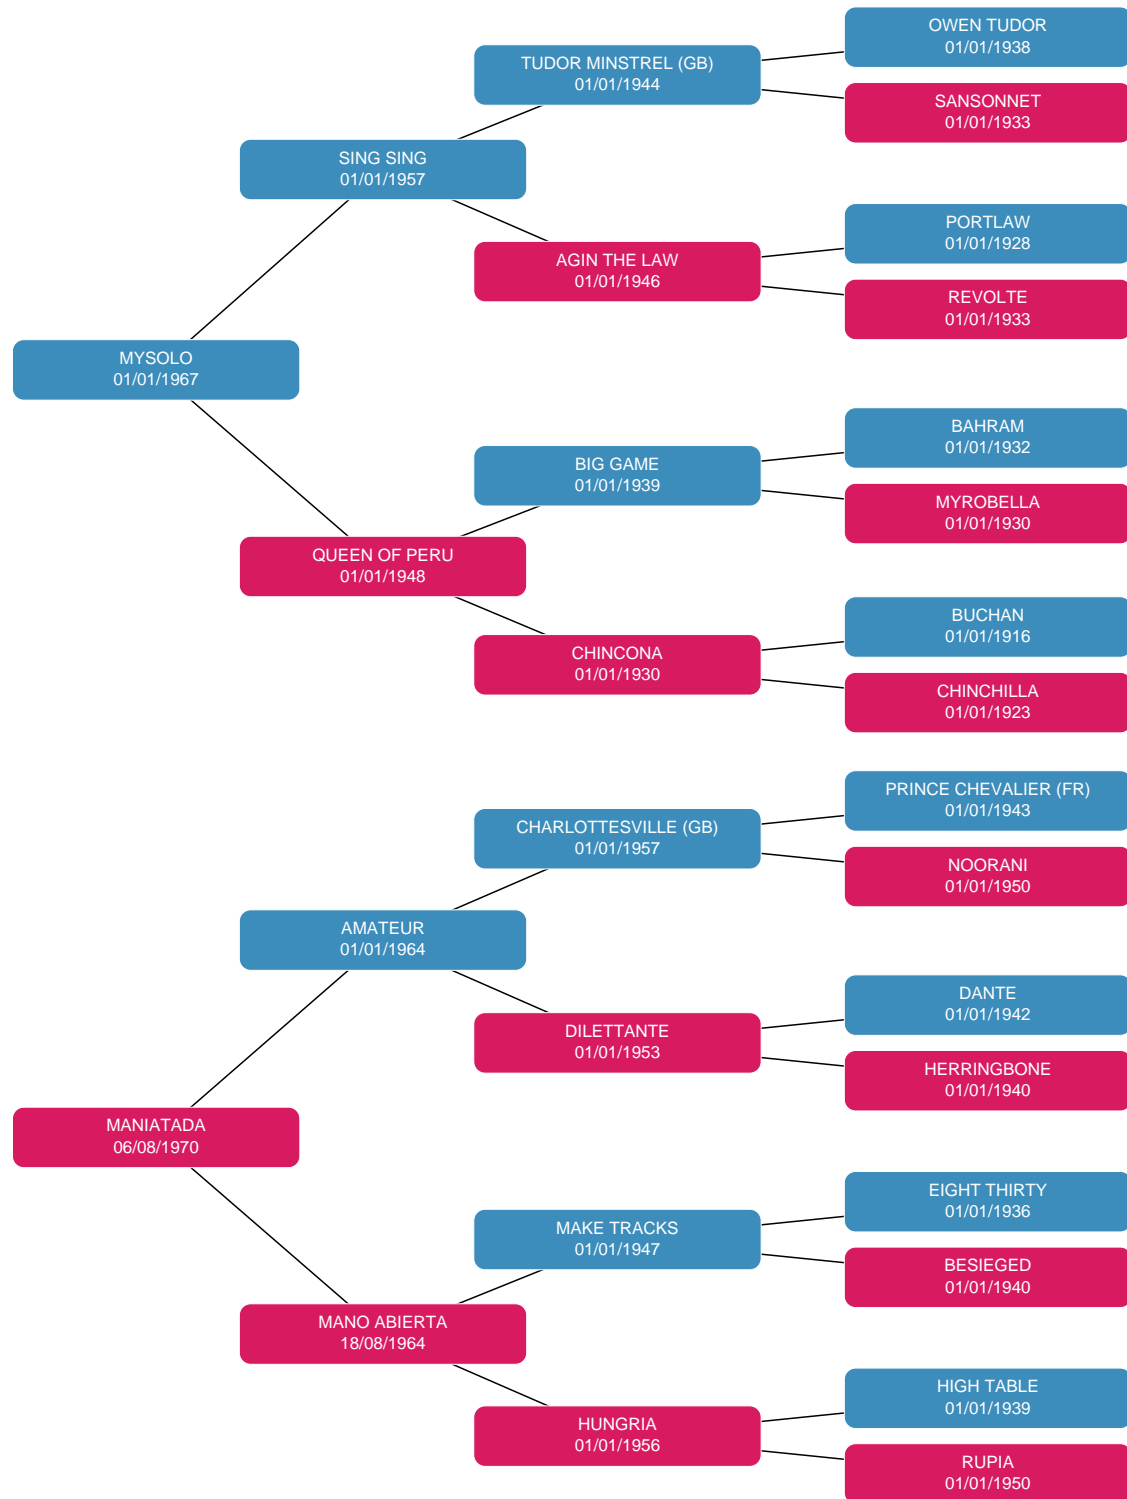 OWEN TUDOR
01/01/1938
TUDOR MINSTREL (GB)
01/01/1944
SANSONNET
01/01/1933
SING SING
01/01/1957
PORTLAW
01/01/1928
AGIN THE LAW
01/01/1946
REVOLTE
01/01/1933
MYSOLO
01/01/1967
BAHRAM
01/01/1932
BIG GAME
01/01/1939
MYROBELLA
01/01/1930
QUEEN OF PERU
01/01/1948
BUCHAN
01/01/1916
CHINCONA
01/01/1930
CHINCHILLA
01/01/1923
PRINCE CHEVALIER (FR)
01/01/1943
CHARLOTTESVILLE (GB)
01/01/1957
NOORANI
01/01/1950
AMATEUR
01/01/1964
DANTE
01/01/1942
DILETTANTE
01/01/1953
HERRINGBONE
01/01/1940
MANIATADA
06/08/1970
EIGHT THIRTY
01/01/1936
MAKE TRACKS
01/01/1947
BESIEGED
01/01/1940
MANO ABIERTA
18/08/1964
HIGH TABLE
01/01/1939
HUNGRIA
01/01/1956
RUPIA
01/01/1950